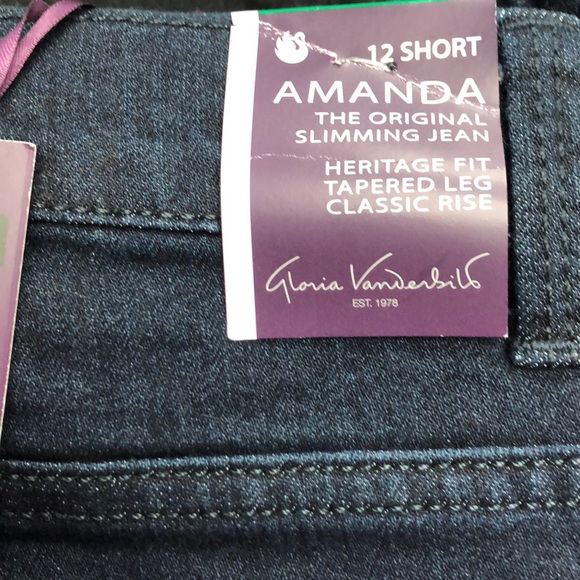 12 SHORT
AMANDA
THE ORIGINAL
SLIMMING JEAN
HERITAGE FIT
TAPERED LEG
CLASSIC RISE
Gloria Vanderbilt
EST. 1978